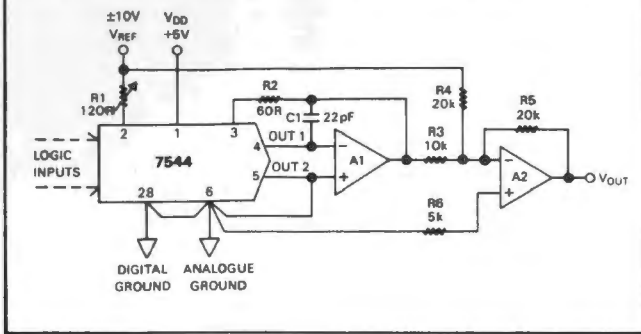 ±10V
VREF
VDD
+5V
R1
120R
R2
60R
C1
22pF
R4
20k
R5
20k
2
1
3
OUT 1
4
R3
10k
LOGIC
INPUTS
7544
A1
A2
VOUT
OUT 2
5
28
6
R6
5k
DIGITAL
GROUND
ANALOGUE
GROUND